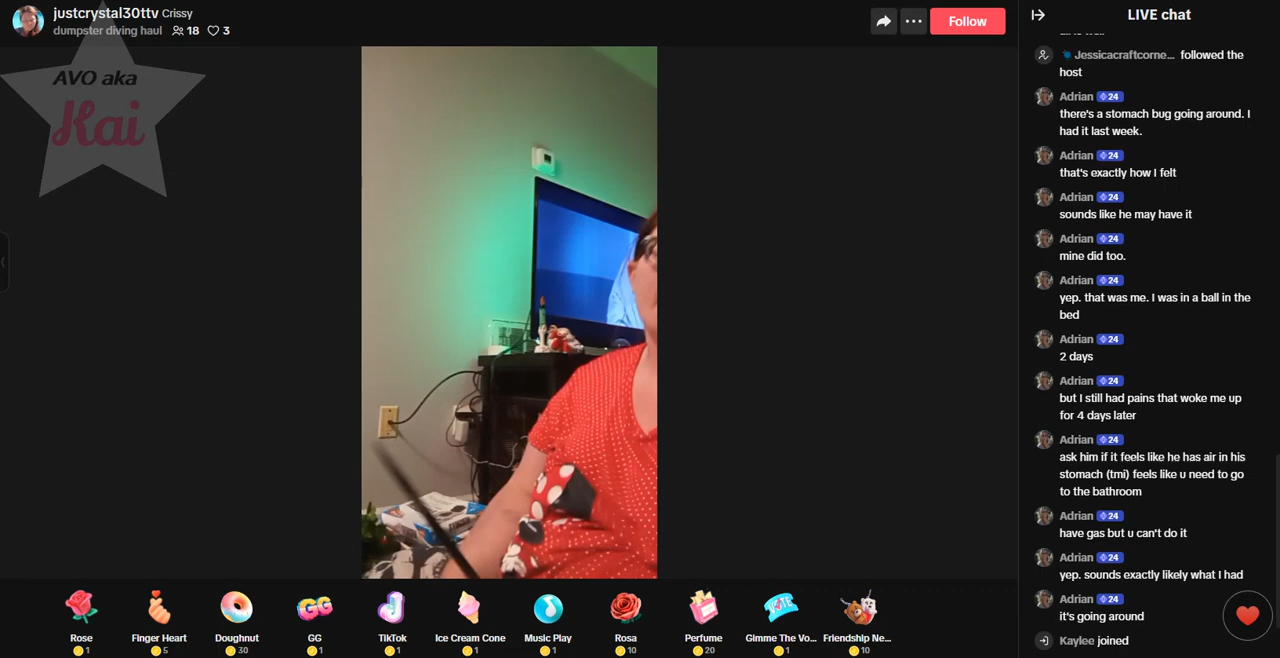 justcrystal30ttv Crissy
dumpster diving haul 18 3
Follow
AVO aka
Kai
LIVE chat
Jessicacraftcorne... followed the
host
Adrian 24
there's a stomach bug going around. I
had it last week.
Adrian 24
that's exactly how I felt
Adrian 24
sounds like he may have it
Adrian 24
mine did too.
Adrian 24
yep. that was me. I was in a ball in the
bed
Adrian 24
2 days
Adrian 24
but I still had pains that woke me up
for 4 days later
Adrian 24
ask him if it feels like he has air in his
stomach (tmi) feels like u need to go
to the bathroom
Adrian 24
have gas but u can't do it
Adrian 24
yep. sounds exactly likely what I had
Adrian 24
it's going around
Kaylee joined
Rose Finger Heart Doughnut GG TikTok Ice Cream Cone Music Play Rosa Perfume Gimme The Vo... Friendship Ne...
1 5 30 1 1 1 1 10 20 1 10
GG
VOTE